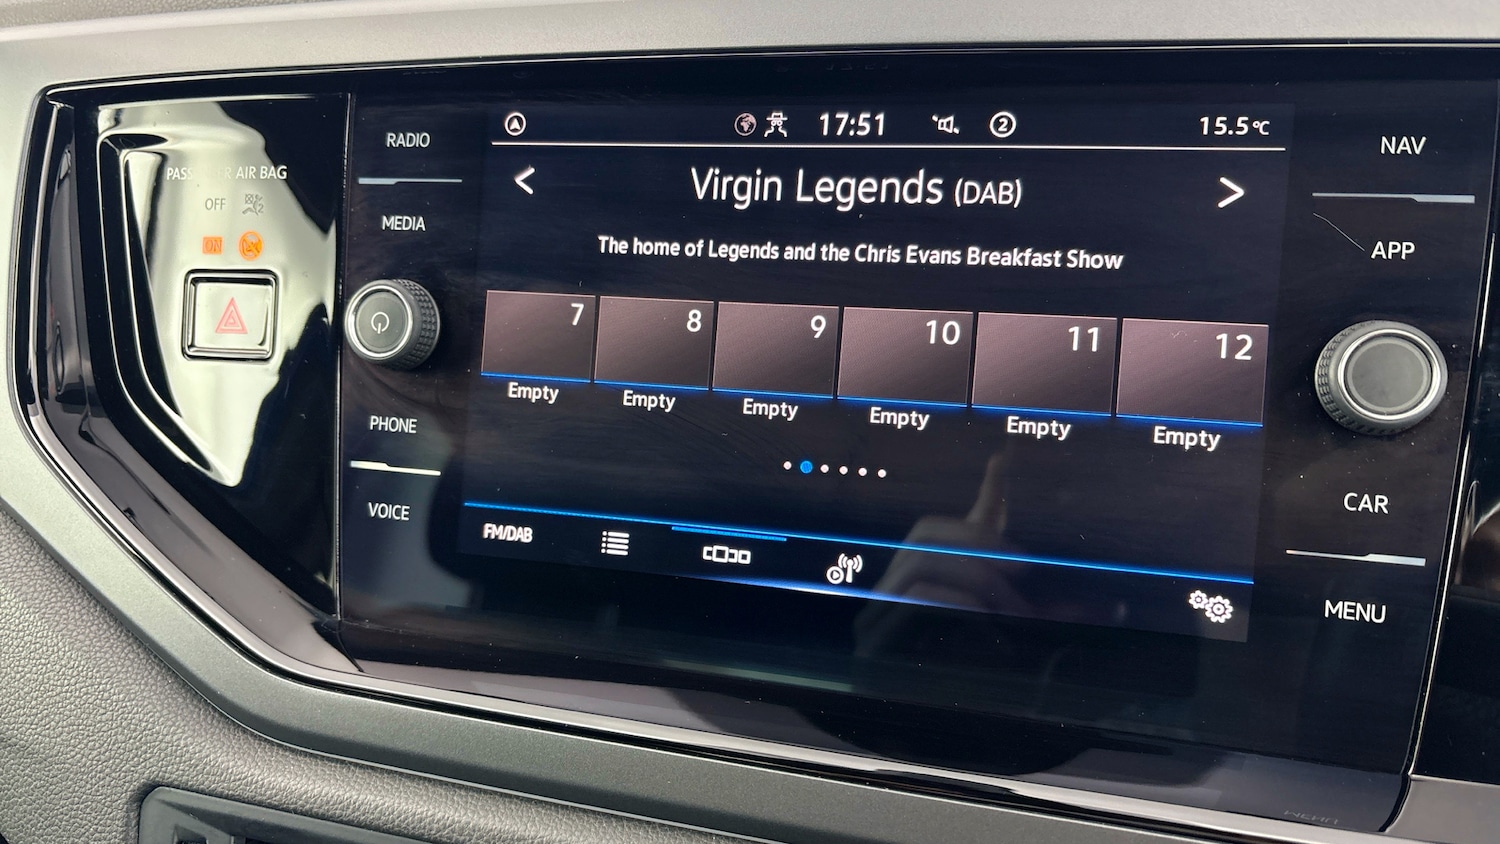 PASSENGER AIR BAG
OFF
ON
RADIO
MEDIA
PHONE
VOICE
17:51
2
15.5°C
Virgin Legends (DAB)
The home of Legends and the Chris Evans Breakfast Show
7 8 9 10 11 12
Empty Empty Empty Empty Empty Empty
FM/DAB
NAV
APP
CAR
MENU